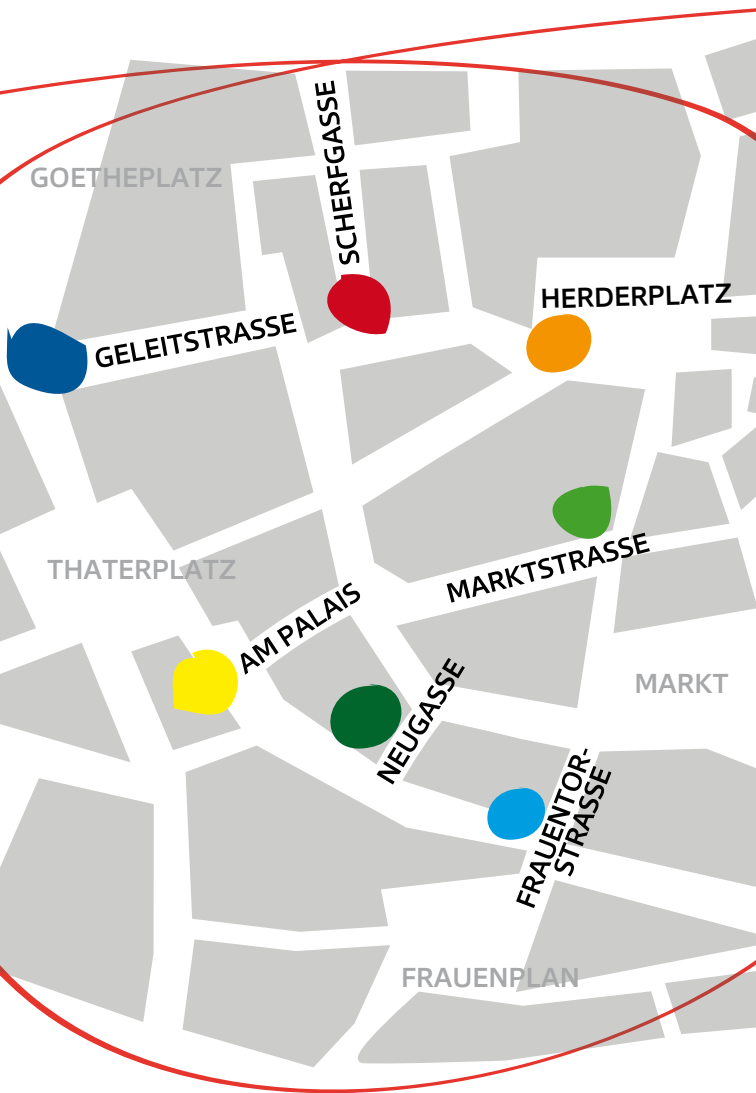 SCHERFGASSE
GOETHEPLATZ
HERDERPLATZ
GELEITSTRASSE
MARKTSTRASSE
THATERPLATZ
AM PALAIS
MARKT
NEUGASSE
FRAUENTOR-
STRASSE
FRAUENPLAN